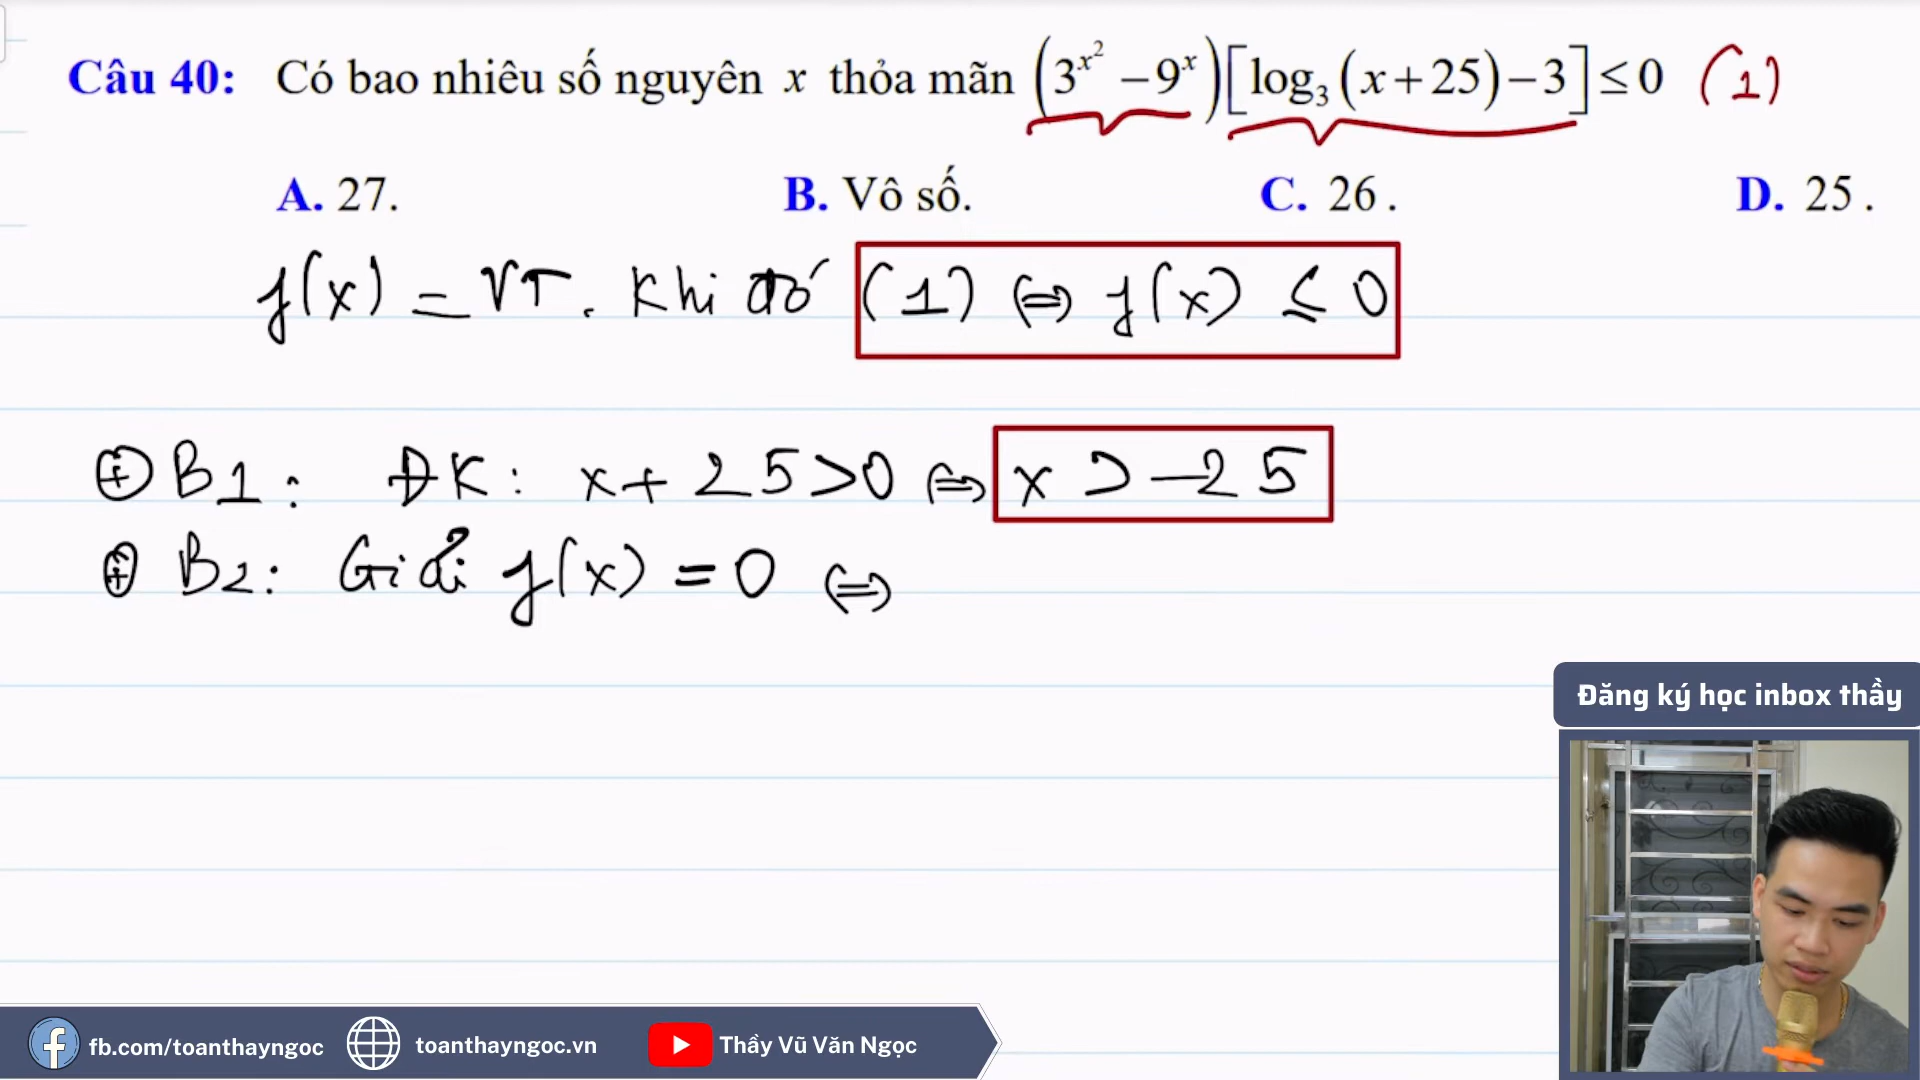 Câu 40: Có bao nhiêu số nguyên x thỏa mãn (3^{x^2} − 9^x)[log_3(x+25)−3] ≤ 0 (1)
A. 27. B. Vô số. C. 26. D. 25.
f(x) = VT. Khi đó (1) ⇔ f(x) ≤ 0
⊕ B1: ĐK: x + 25 > 0 ⇔ x > −25
⊕ B2: Giải f(x) = 0 ⇔
Đăng ký học inbox thầy
fb.com/toanthayngoc toanthayngoc.vn Thầy Vũ Văn Ngọc